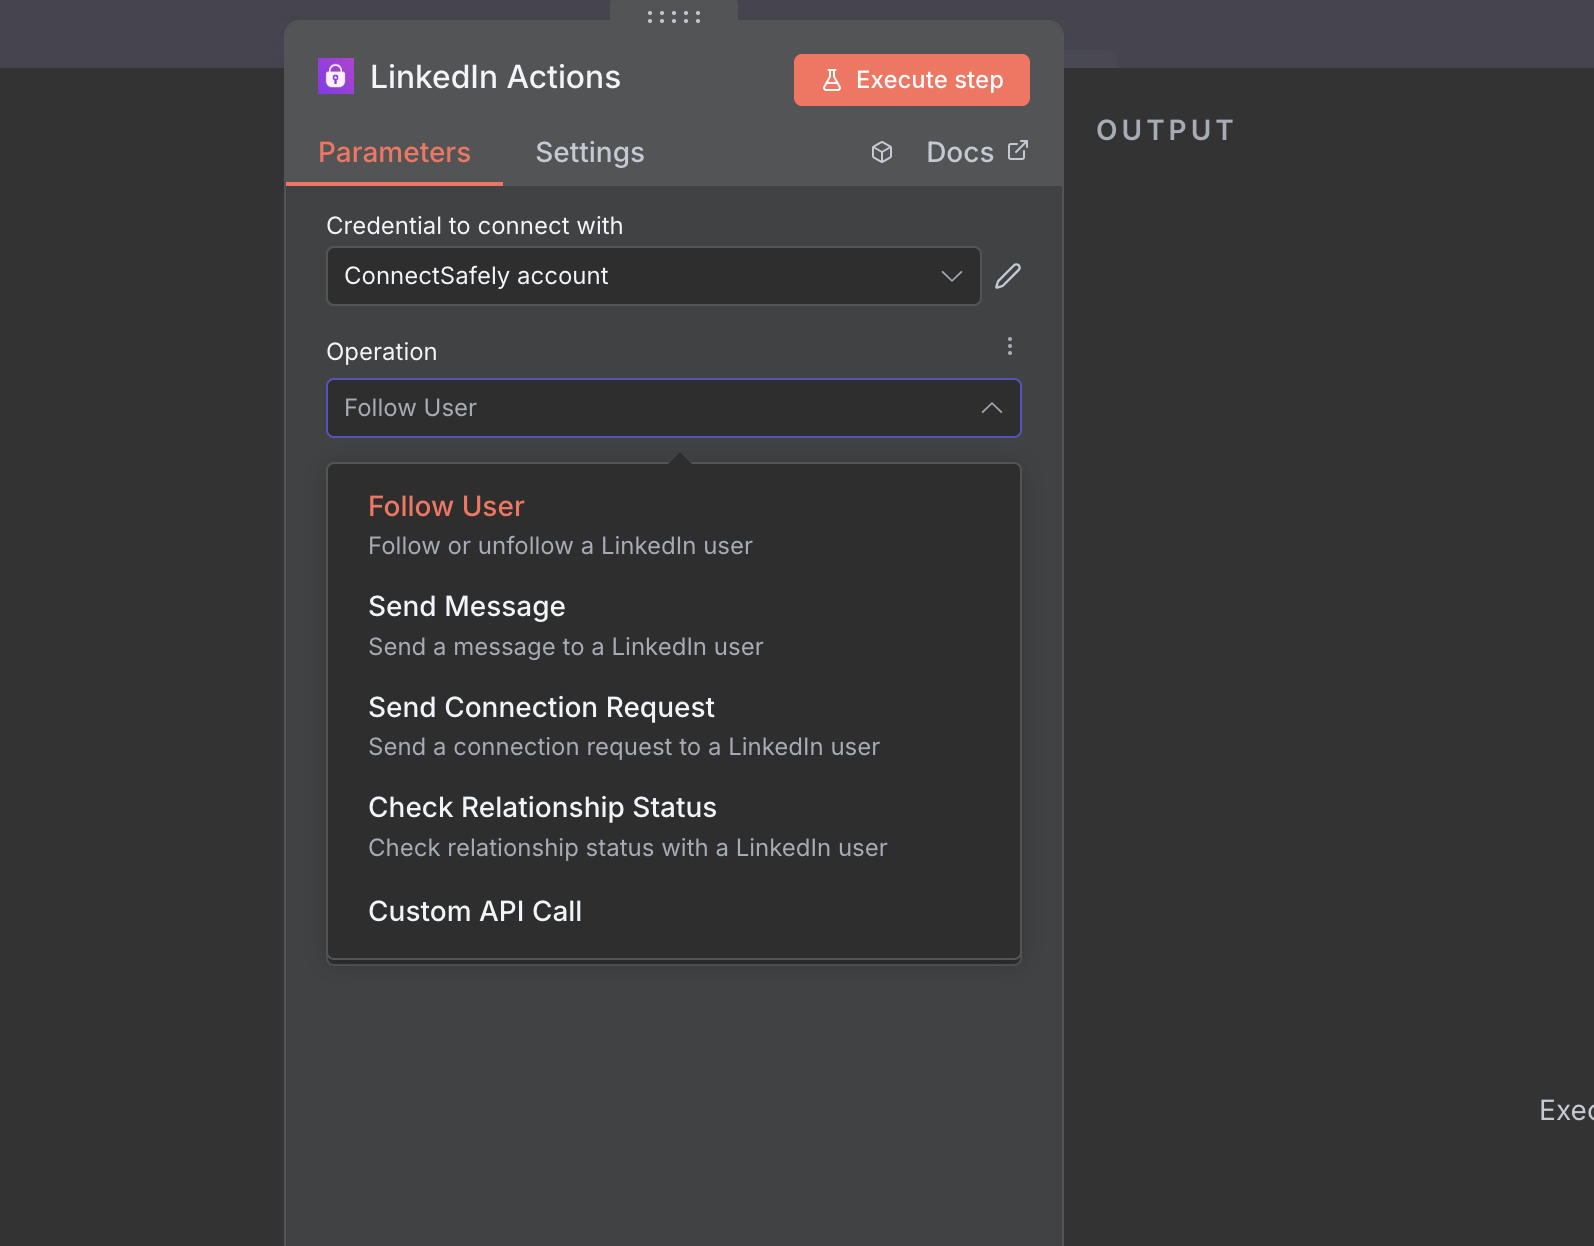 LinkedIn Actions
Execute step
Parameters
Settings
Docs
OUTPUT
Credential to connect with
ConnectSafely account
Operation
Follow User
Follow User
Follow or unfollow a LinkedIn user
Send Message
Send a message to a LinkedIn user
Send Connection Request
Send a connection request to a LinkedIn user
Check Relationship Status
Check relationship status with a LinkedIn user
Custom API Call